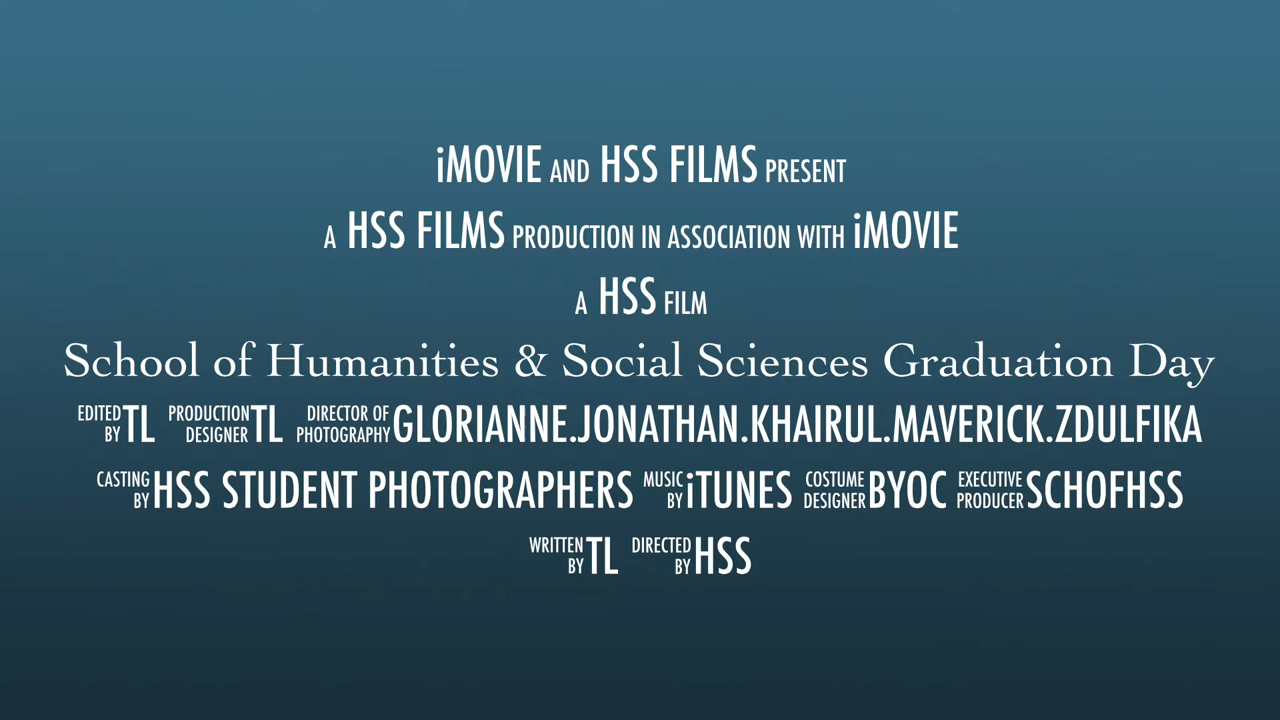 iMOVIE AND HSS FILMS PRESENT
A HSS FILMS PRODUCTION IN ASSOCIATION WITH iMOVIE
A HSS FILM
School of Humanities & Social Sciences Graduation Day
EDITED BY TL PRODUCTION DESIGNER TL DIRECTOR OF PHOTOGRAPHY GLORIANNE.JONATHAN.KHAIRUL.MAVERICK.ZDULFIKA
CASTING BY HSS STUDENT PHOTOGRAPHERS MUSIC BY iTUNES COSTUME DESIGNER BYOC EXECUTIVE PRODUCER SCHOFHSS
WRITTEN BY TL DIRECTED BY HSS